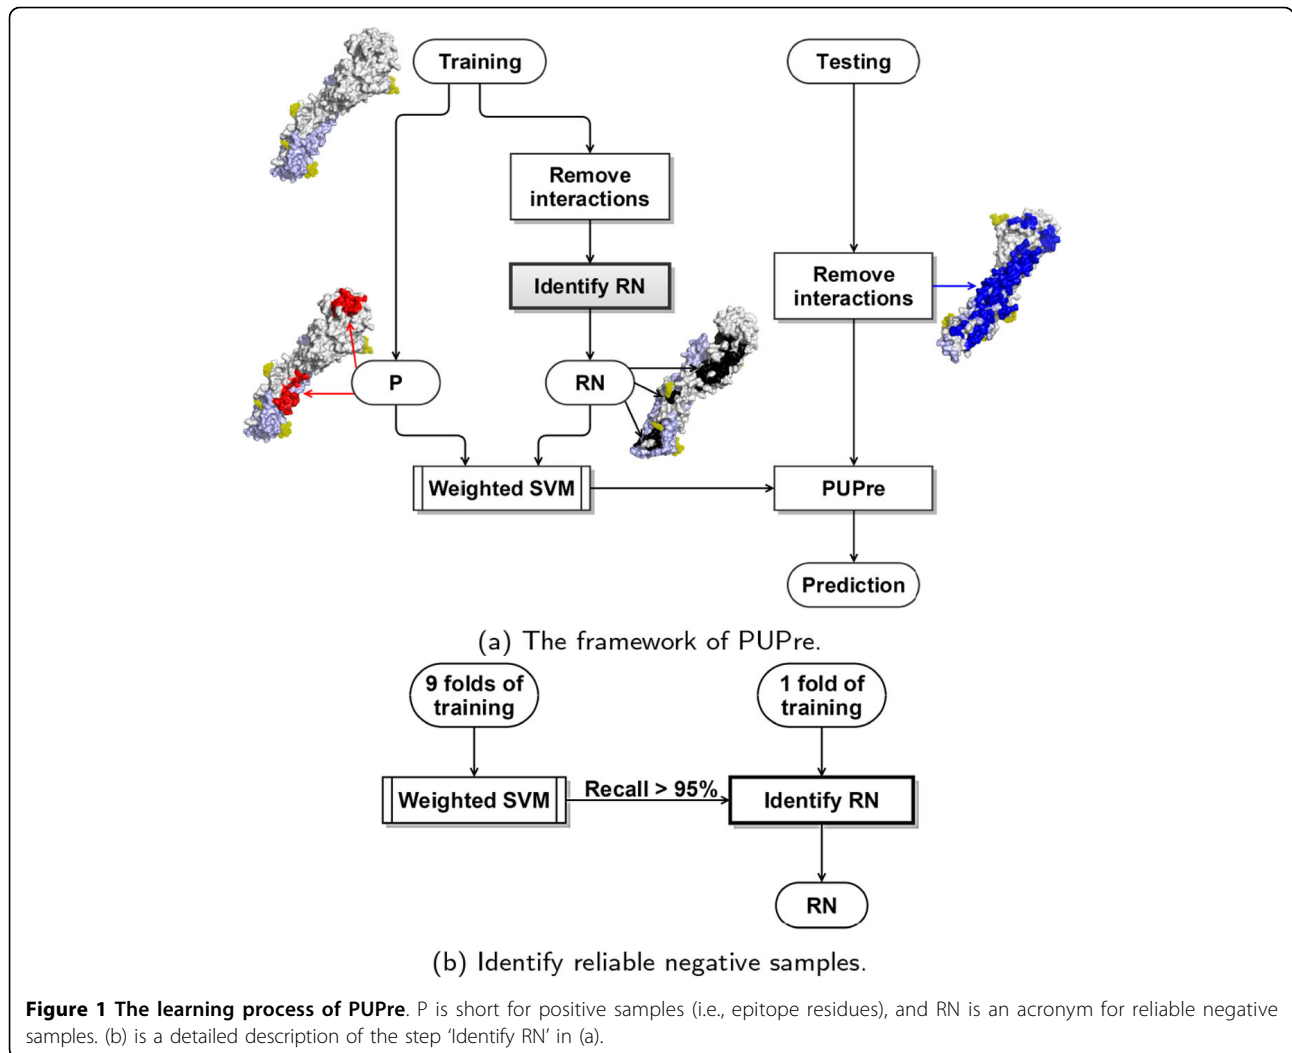 Training
Testing
Remove
interactions
Identify RN
Remove
interactions
P
RN
Weighted SVM
PUPre
Prediction
(a) The framework of PUPre.
9 folds of
training
1 fold of
training
Weighted SVM
Recall > 95%
Identify RN
RN
(b) Identify reliable negative samples.
Figure 1 The learning process of PUPre. P is short for positive samples (i.e., epitope residues), and RN is an acronym for reliable negative
samples. (b) is a detailed description of the step ‘Identify RN’ in (a).